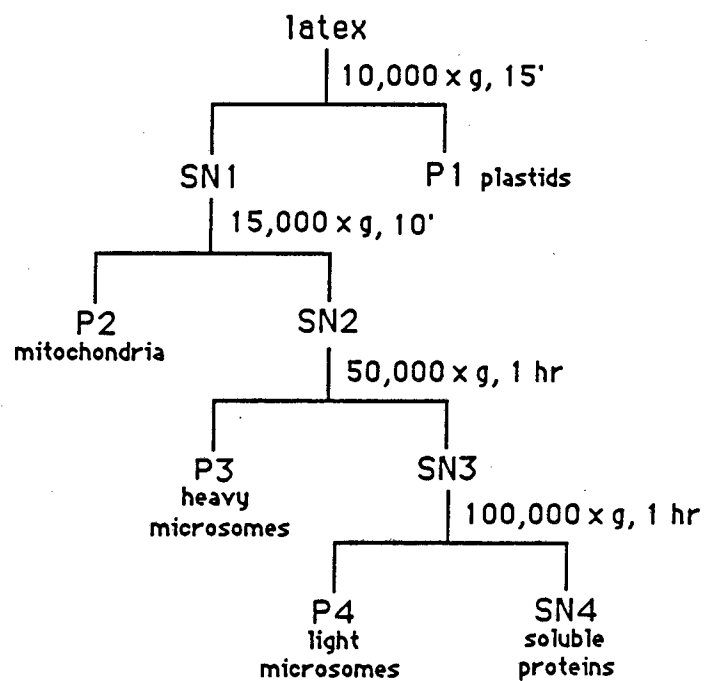 latex
10,000 x g, 15'
SN1
P1 plastids
15,000 x g, 10'
P2
mitochondria
SN2
50,000 x g, 1 hr
P3
heavy
microsomes
SN3
100,000 x g, 1 hr
P4
light
microsomes
SN4
soluble
proteins